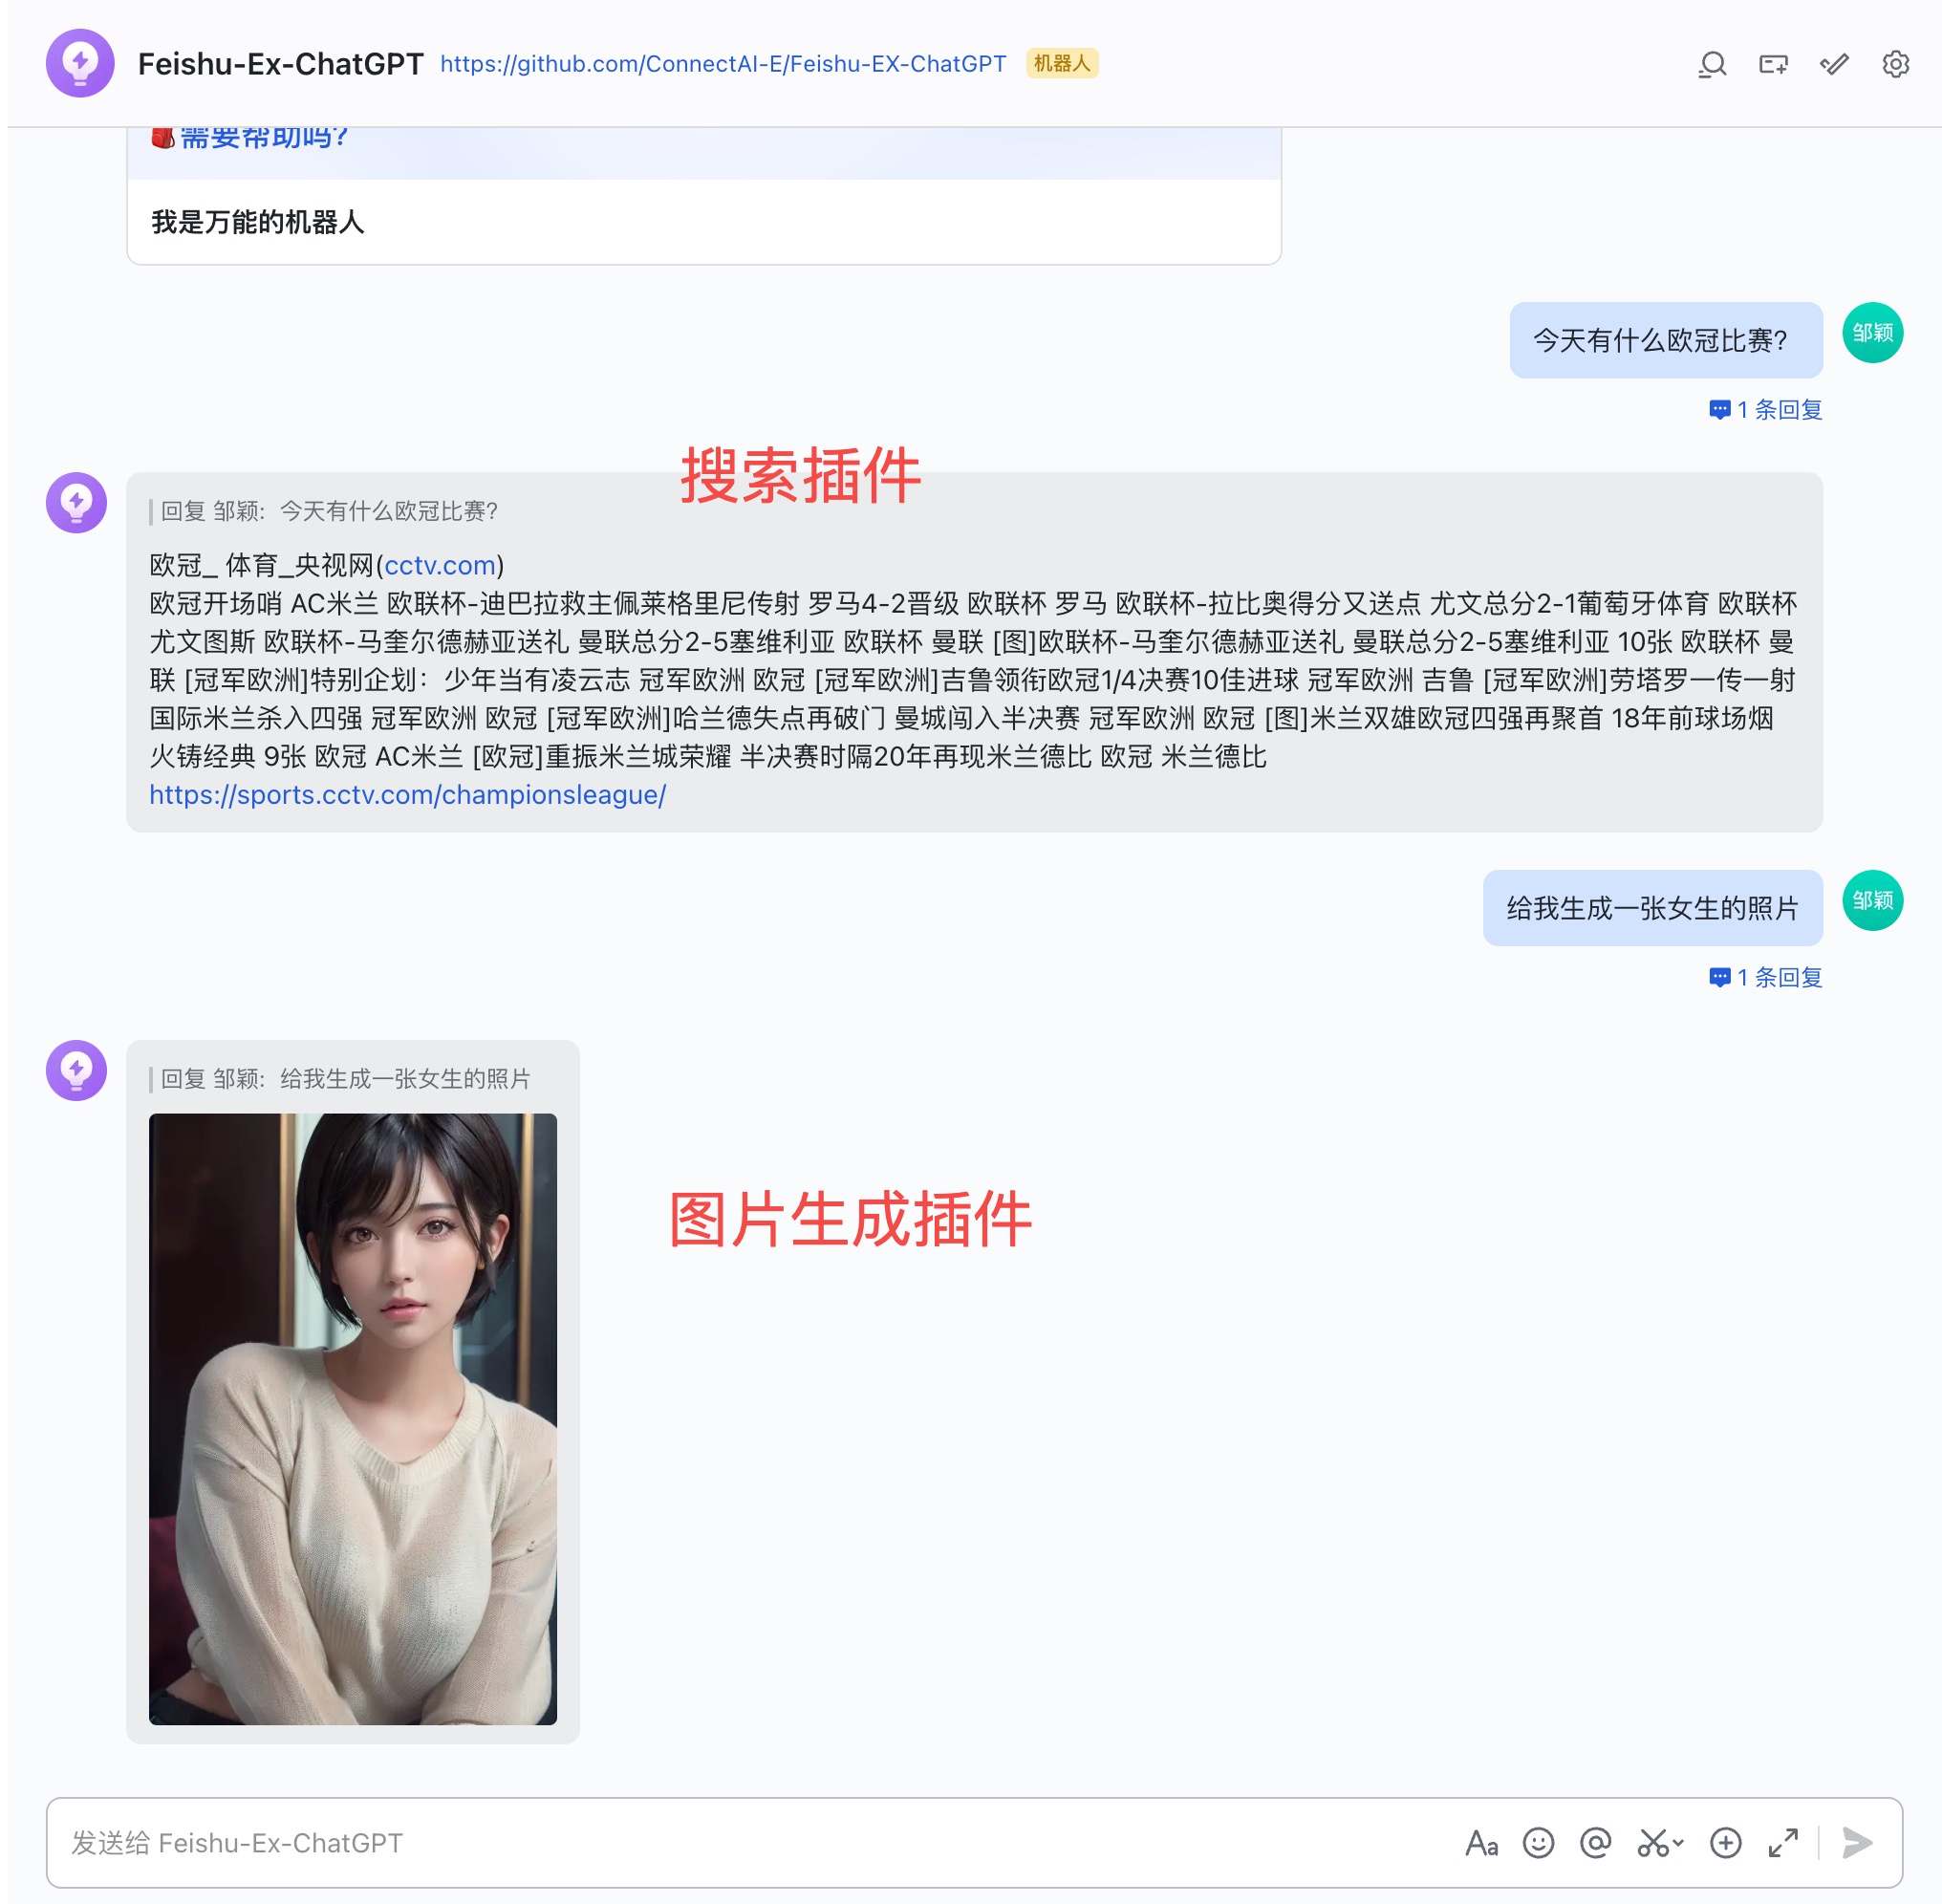 Feishu-Ex-ChatGPT https://github.com/ConnectAI-E/Feishu-EX-ChatGPT 机器人
需要帮助吗?
我是万能的机器人
今天有什么欧冠比赛? 邹颖
1 条回复
搜索插件
回复 邹颖: 今天有什么欧冠比赛?
欧冠_ 体育_央视网(cctv.com)
欧冠开场哨 AC米兰 欧联杯-迪巴拉救主佩莱格里尼传射 罗马4-2晋级 欧联杯 罗马 欧联杯-拉比奥得分又送点 尤文总分2-1葡萄牙体育 欧联杯
尤文图斯 欧联杯-马奎尔德赫亚送礼 曼联总分2-5塞维利亚 欧联杯 曼联 [图]欧联杯-马奎尔德赫亚送礼 曼联总分2-5塞维利亚 10张 欧联杯 曼
联 [冠军欧洲]特别企划：少年当有凌云志 冠军欧洲 欧冠 [冠军欧洲]吉鲁领衔欧冠1/4决赛10佳进球 冠军欧洲 吉鲁 [冠军欧洲]劳塔罗一传一射
国际米兰杀入四强 冠军欧洲 欧冠 [冠军欧洲]哈兰德失点再破门 曼城闯入半决赛 冠军欧洲 欧冠 [图]米兰双雄欧冠四强再聚首 18年前球场烟
火铸经典 9张 欧冠 AC米兰 [欧冠]重振米兰城荣耀 半决赛时隔20年再现米兰德比 欧冠 米兰德比
https://sports.cctv.com/championsleague/
给我生成一张女生的照片 邹颖
1 条回复
回复 邹颖: 给我生成一张女生的照片
图片生成插件
发送给 Feishu-Ex-ChatGPT Aa